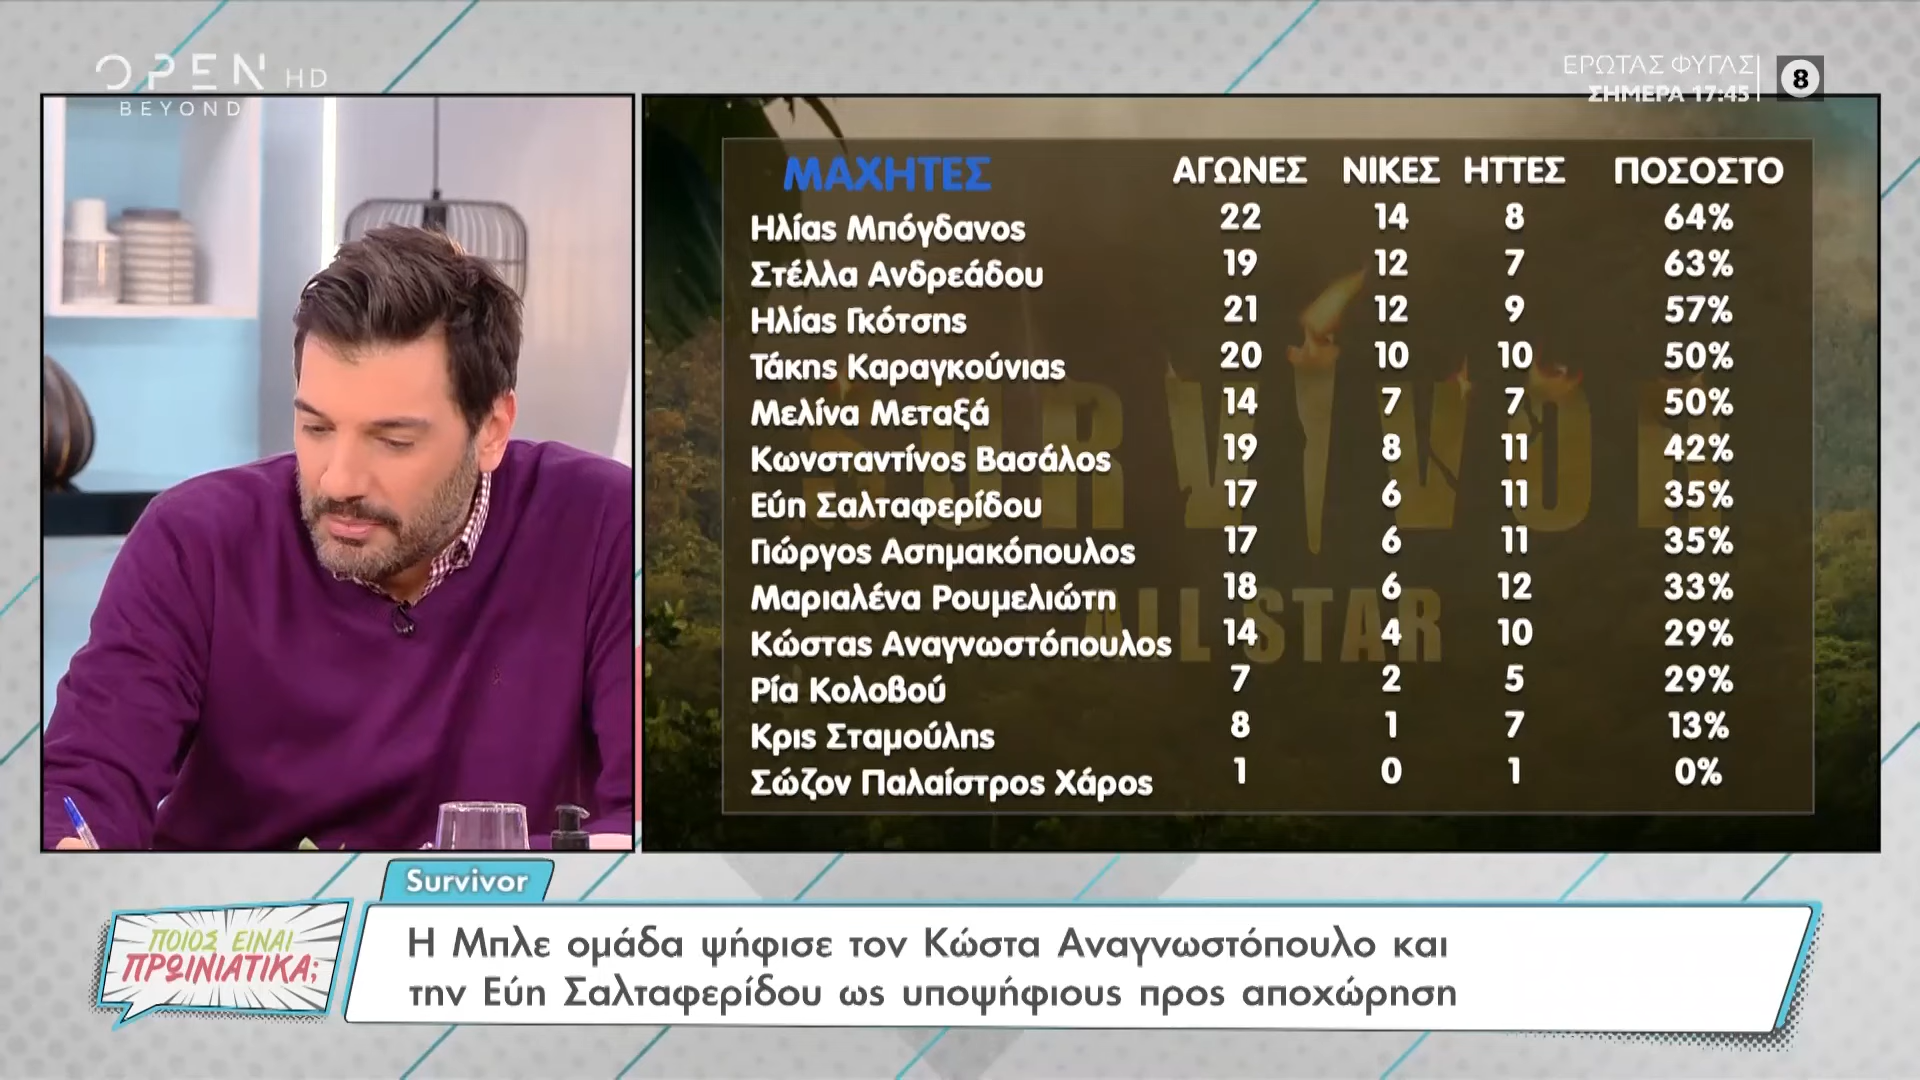 OPEN HD
BEYOND
ΕΡΩΤΑΣ ΦΥΓΑΣ
ΣΗΜΕΡΑ 17:45
8
ΜΑΧΗΤΕΣ ΑΓΩΝΕΣ ΝΙΚΕΣ ΗΤΤΕΣ ΠΟΣΟΣΤΟ
Ηλίας Μπόγδανος 22 14 8 64%
Στέλλα Ανδρεάδου 19 12 7 63%
Ηλίας Γκότσης 21 12 9 57%
Τάκης Καραγκούνιας 20 10 10 50%
Μελίνα Μεταξά 14 7 7 50%
Κωνσταντίνος Βασάλος 19 8 11 42%
Εύη Σαλταφερίδου 17 6 11 35%
Γιώργος Ασημακόπουλος 17 6 11 35%
Μαριαλένα Ρουμελιώτη 18 6 12 33%
Κώστας Αναγνωστόπουλος 14 4 10 29%
Ρία Κολοβού 7 2 5 29%
Κρις Σταμούλης 8 1 7 13%
Σώζον Παλαίστρος Χάρος 1 0 1 0%
SURVIVOR
ALL STAR
Survivor
ΠΟΙΟΣ ΕΙΝΑΙ
ΠΡΩΙΝΙΑΤΙΚΑ;
Η Μπλε ομάδα ψήφισε τον Κώστα Αναγνωστόπουλο και
την Εύη Σαλταφερίδου ως υποψήφιους προς αποχώρηση